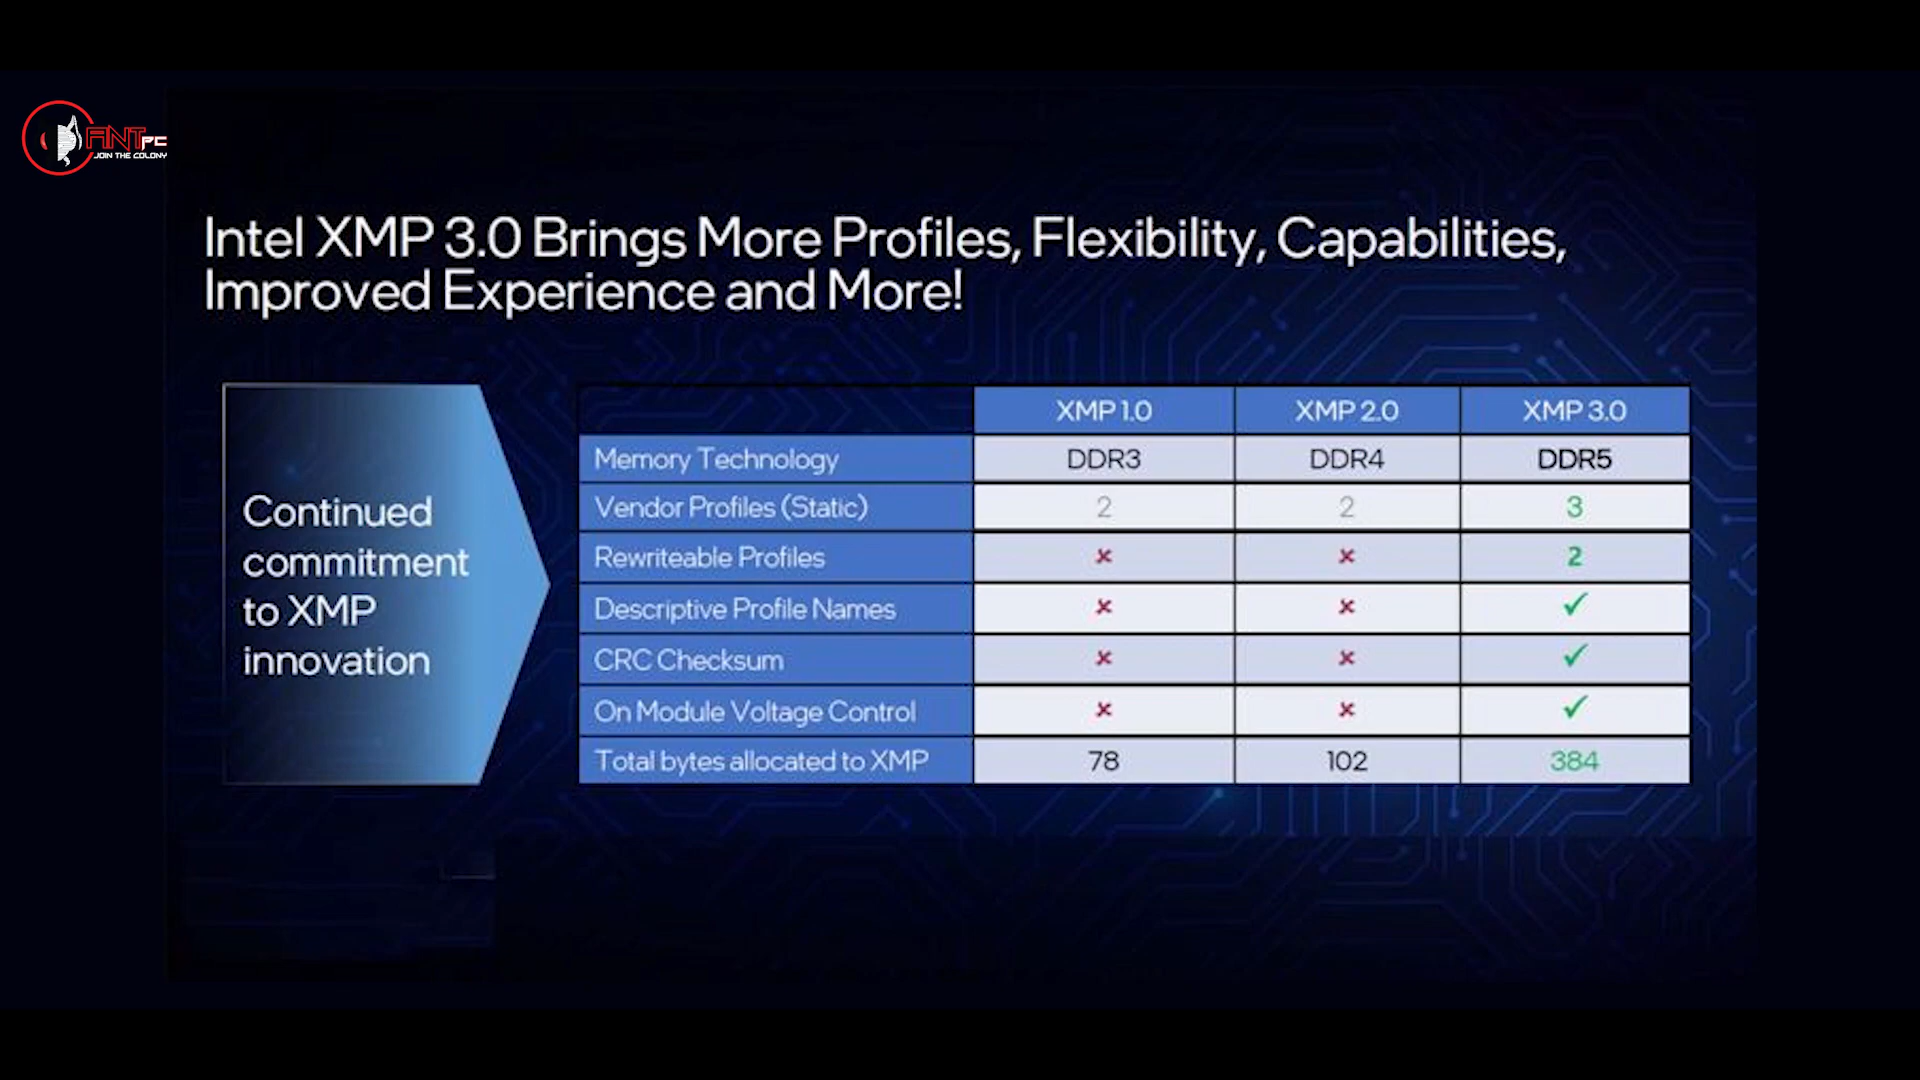 ANTPC
JOIN THE COLONY
Intel XMP 3.0 Brings More Profiles, Flexibility, Capabilities,
Improved Experience and More!
Continued
commitment
to XMP
innovation
XMP 1.0 XMP 2.0 XMP 3.0
Memory Technology DDR3 DDR4 DDR5
Vendor Profiles (Static) 2 2 3
Rewriteable Profiles × × 2
Descriptive Profile Names × × ✓
CRC Checksum × × ✓
On Module Voltage Control × × ✓
Total bytes allocated to XMP 78 102 384